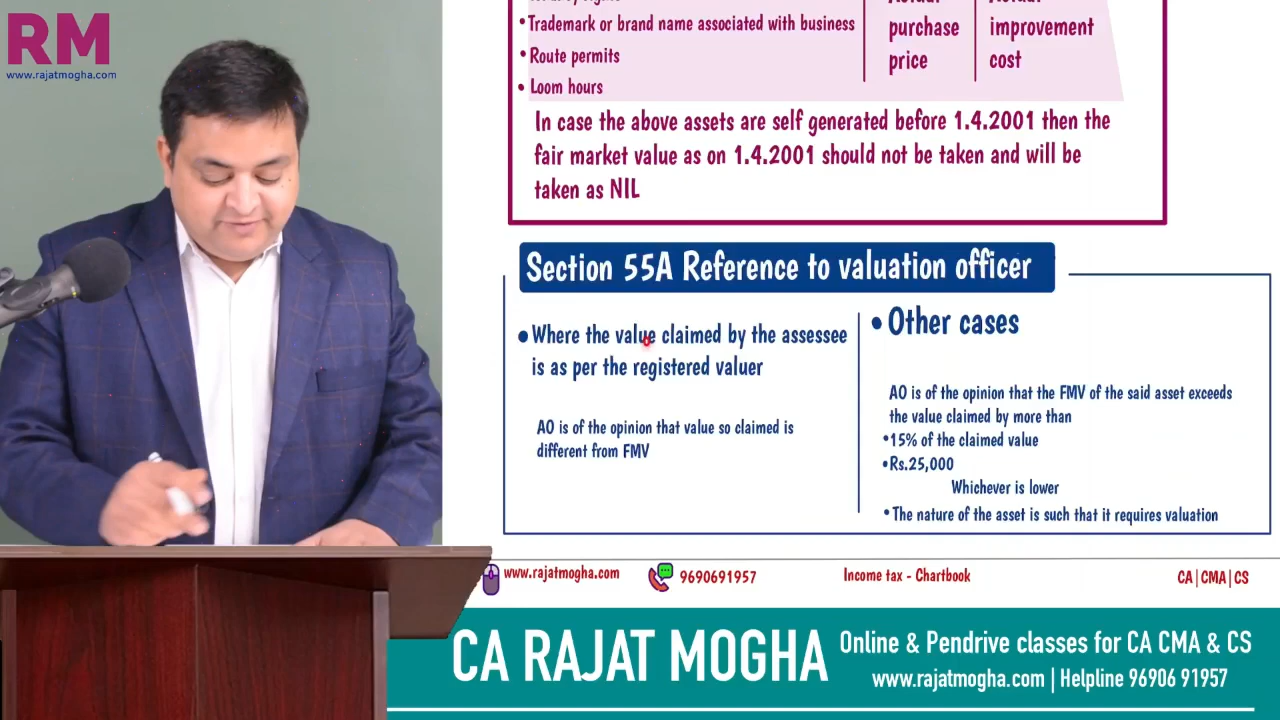 RM
www.rajatmogha.com
• Trademark or brand name associated with business
• Route permits
• Loom hours
purchase
price
improvement
cost
In case the above assets are self generated before 1.4.2001 then the
fair market value as on 1.4.2001 should not be taken and will be
taken as NIL
Section 55A Reference to valuation officer
• Where the value claimed by the assessee
is as per the registered valuer
AO is of the opinion that value so claimed is
different from FMV
• Other cases
AO is of the opinion that the FMV of the said asset exceeds
the value claimed by more than
•15% of the claimed value
•Rs.25,000
Whichever is lower
•The nature of the asset is such that it requires valuation
www.rajatmogha.com
9690691957
Income tax - Chartbook
CA|CMA|CS
CA RAJAT MOGHA
Online & Pendrive classes for CA CMA & CS
www.rajatmogha.com | Helpline 96906 91957